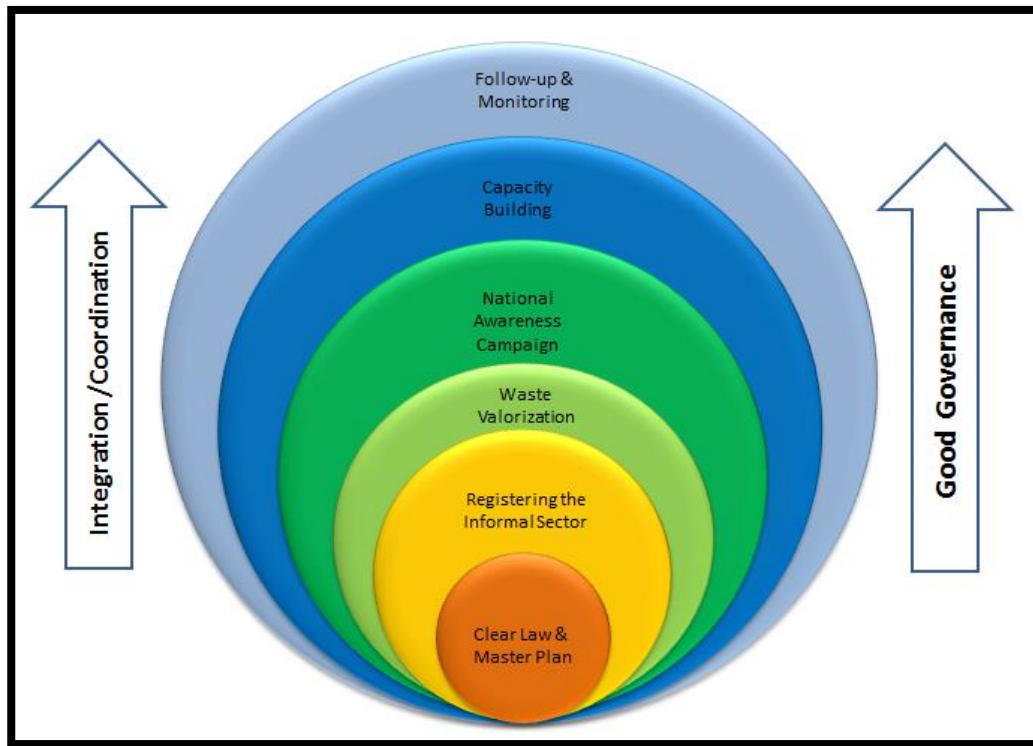 Follow-up &
Monitoring
Capacity
Building
National
Awareness
Campaign
Waste
Valorization
Registering the
Informal Sector
Clear Law &
Master Plan
Integration /Coordination
Good Governance